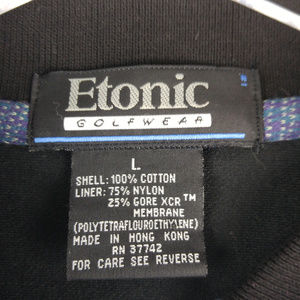 Etonic
GOLFWEAR
L
SHELL: 100% COTTON
LINER: 75% NYLON
25% GORE XCR™
MEMBRANE
(POLYTETRAFLOUROETHYLENE)
MADE IN HONG KONG
RN 37742
FOR CARE SEE REVERSE